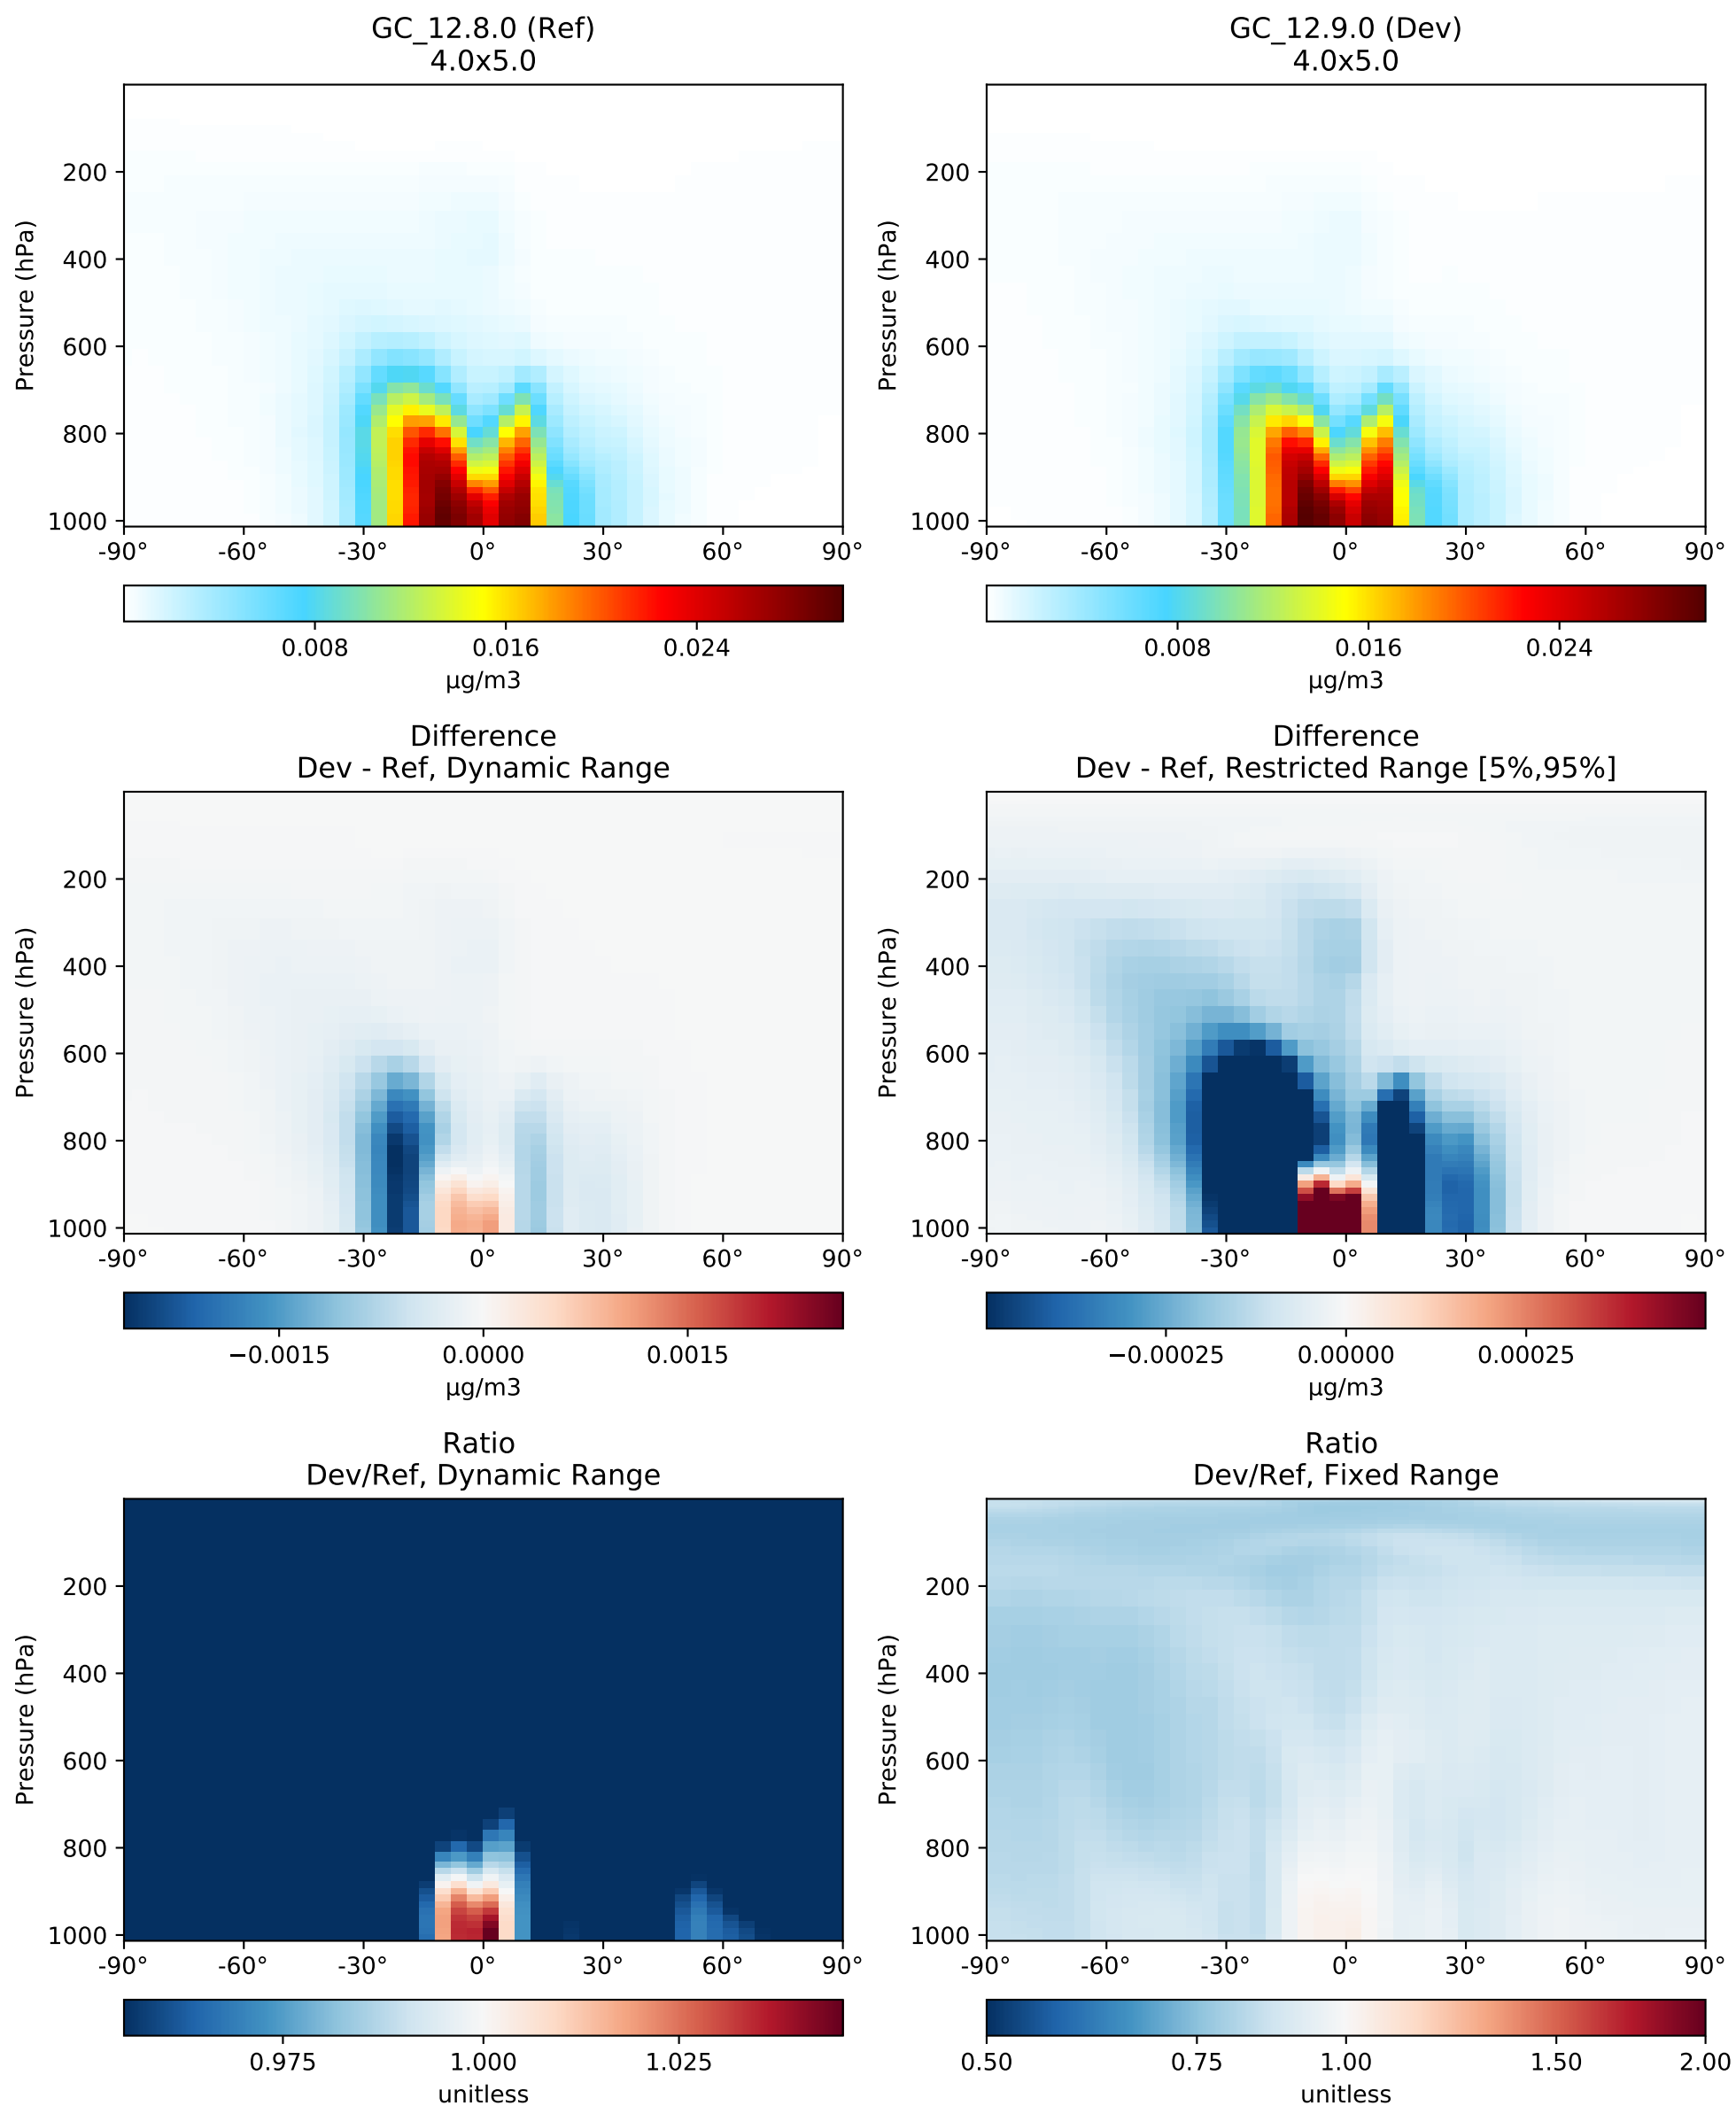 GC_12.8.0 (Ref)
4.0x5.0
Pressure (hPa)
200
400
600
800
1000
-90° -60° -30° 0° 30° 60° 90°
0.008 0.016 0.024
µg/m3
GC_12.9.0 (Dev)
4.0x5.0
Pressure (hPa)
200
400
600
800
1000
-90° -60° -30° 0° 30° 60° 90°
0.008 0.016 0.024
µg/m3
Difference
Dev - Ref, Dynamic Range
Pressure (hPa)
200
400
600
800
1000
-90° -60° -30° 0° 30° 60° 90°
−0.0015 0.0000 0.0015
µg/m3
Difference
Dev - Ref, Restricted Range [5%,95%]
Pressure (hPa)
200
400
600
800
1000
-90° -60° -30° 0° 30° 60° 90°
−0.00025 0.00000 0.00025
µg/m3
Ratio
Dev/Ref, Dynamic Range
Pressure (hPa)
200
400
600
800
1000
-90° -60° -30° 0° 30° 60° 90°
0.975 1.000 1.025
unitless
Ratio
Dev/Ref, Fixed Range
Pressure (hPa)
200
400
600
800
1000
-90° -60° -30° 0° 30° 60° 90°
0.50 0.75 1.00 1.50 2.00
unitless